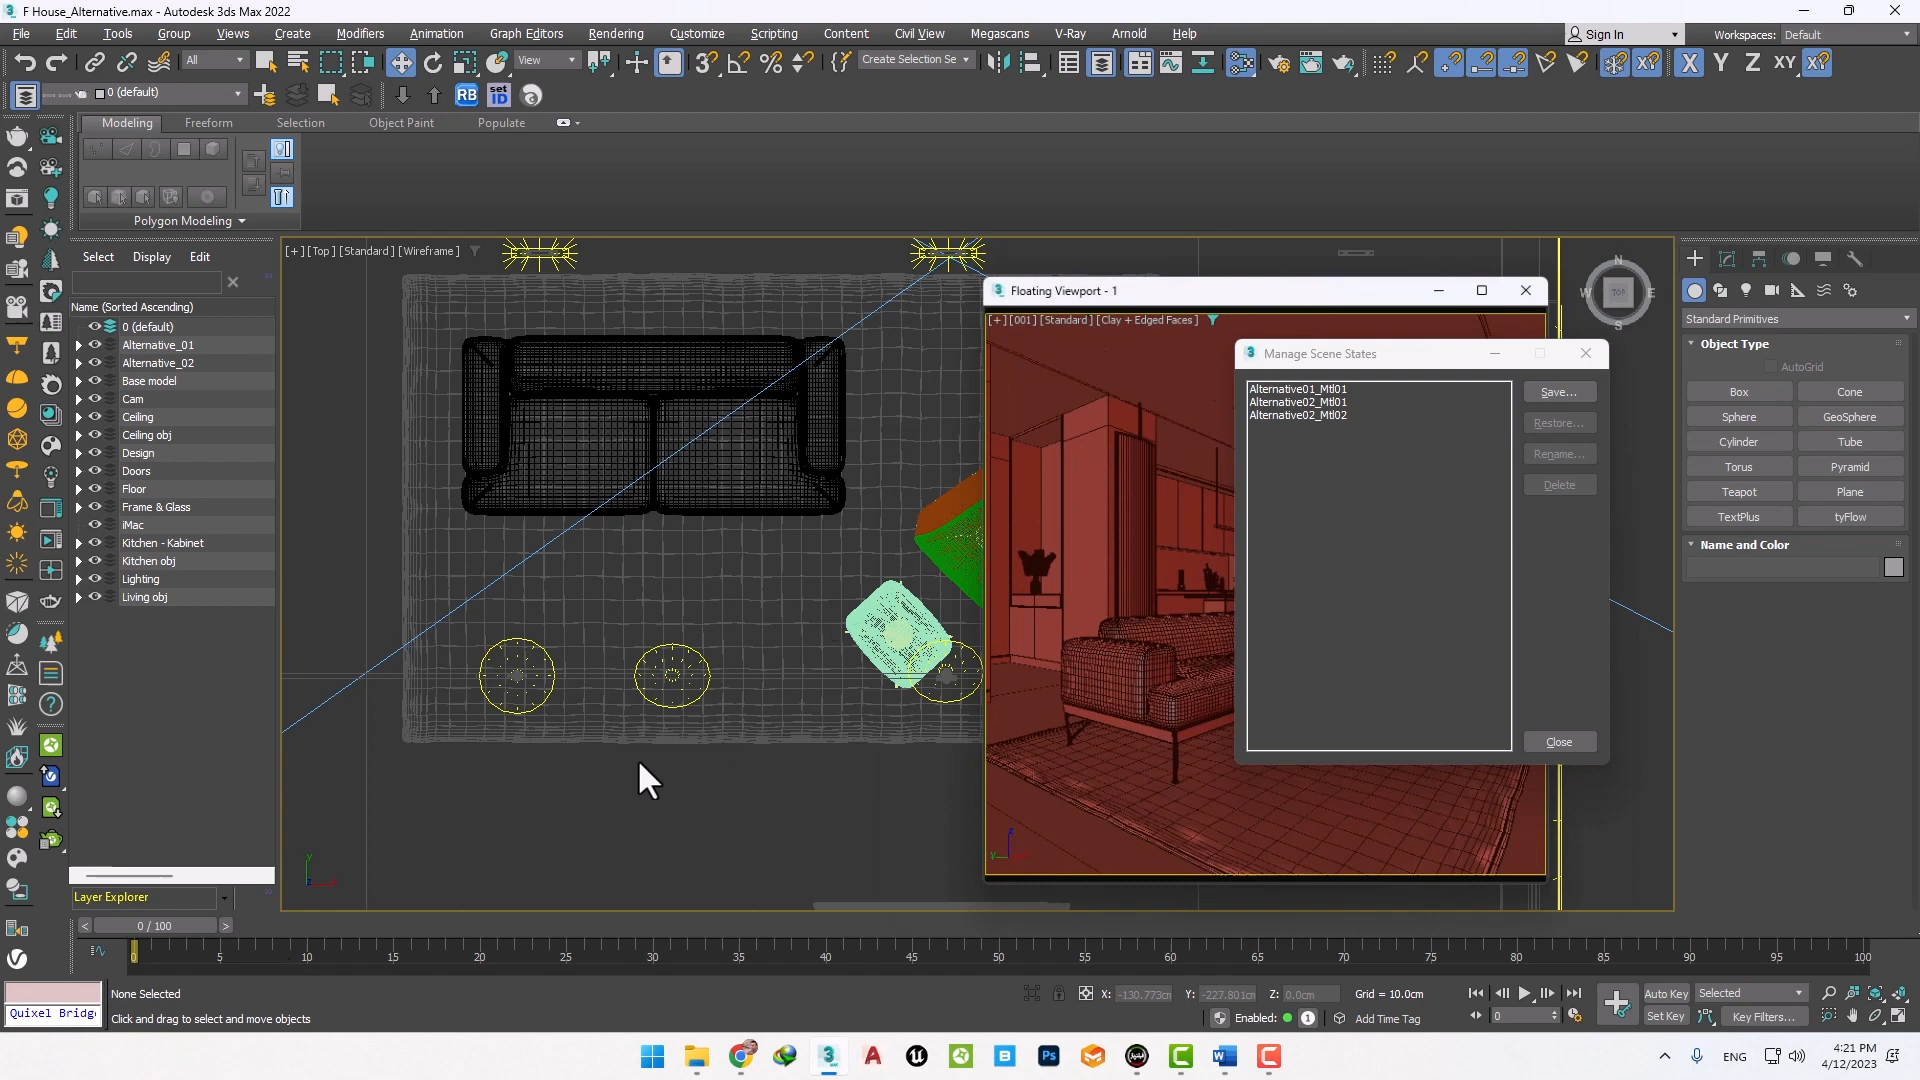 F House_Alternative.max - Autodesk 3ds Max 2022
File Edit Tools Group Views Create Modifiers Animation Graph Editors Rendering Customize Scripting Content Civil View Megascans V-Ray Arnold Help
Sign In
Workspaces: Default
All
View
Create Selection Se
X Y Z XY
0 (default)
RB
set ID
Modeling Freeform Selection Object Paint Populate
Polygon Modeling
Select Display Edit
Name (Sorted Ascending)
0 (default)
Alternative_01
Alternative_02
Base model
Cam
Ceiling
Ceiling obj
Design
Doors
Floor
Frame & Glass
iMac
Kitchen - Kabinet
Kitchen obj
Lighting
Living obj
Layer Explorer
[+] [Top] [Standard] [Wireframe]
Floating Viewport - 1
[+] [001] [Standard] [Clay + Edged Faces]
Manage Scene States
Alternative01_Mtl01
Alternative02_Mtl01
Alternative02_Mtl02
Save...
Restore...
Rename...
Delete
Close
N
W TOP E
S
Standard Primitives
Object Type
AutoGrid
Box Cone
Sphere GeoSphere
Cylinder Tube
Torus Pyramid
Teapot Plane
TextPlus tyFlow
Name and Color
0 / 100
0 5 10 15 20 25 30 35 40 45 50 55 60 65 70 75 80 85 90 95 100
None Selected
Click and drag to select and move objects
Quixel Bridge
X: -130.773cm Y: -227.801cm Z: 0.0cm Grid = 10.0cm
Enabled: 1 Add Time Tag
0
Auto Key Selected
Set Key Key Filters...
ENG
4:21 PM
4/12/2023